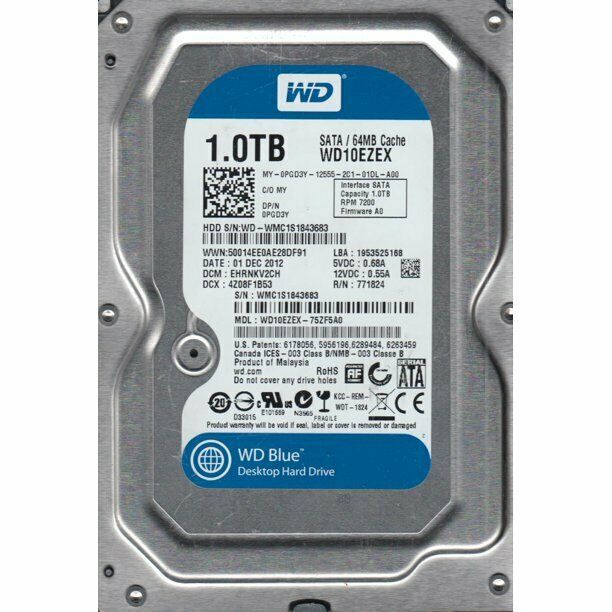 WD
1.0TB
SATA / 64MB Cache
WD10EZEX
MY-0PGD3Y-12555-2C1-01DL-A00
C/O MY
DP/N
0PGD3Y
Interface SATA
Capacity 1.0TB
RPM 7200
Firmware A0
HDD S/N:WD-WMC1S1843683
WWN:50014EE0AE28DF91
DATE : 01 DEC 2012
DCM : EHRNKV2CH
DCX : 4Z08F1B53
LBA : 1953525168
5VDC : 0.68A
12VDC : 0.55A
R/N : 771824
S/N : WMC1S1843683
MDL : WD10EZEX-75ZF5A0
U.S. Patents: 6178056, 5956196,6289484, 6263459
Canada ICES-003 Class B/NMB-003 Classe B
Product of Malaysia
wd.com
Do not cover any drive holes
RoHS
AF
SERIAL
ATA
20
D33015
c
us
E101559
N3565
FRAGILE
KCC-REM-
WDT-1824
CE
Product warranty will be void if seal, label or cover is removed or damaged
WD Blue™
Desktop Hard Drive